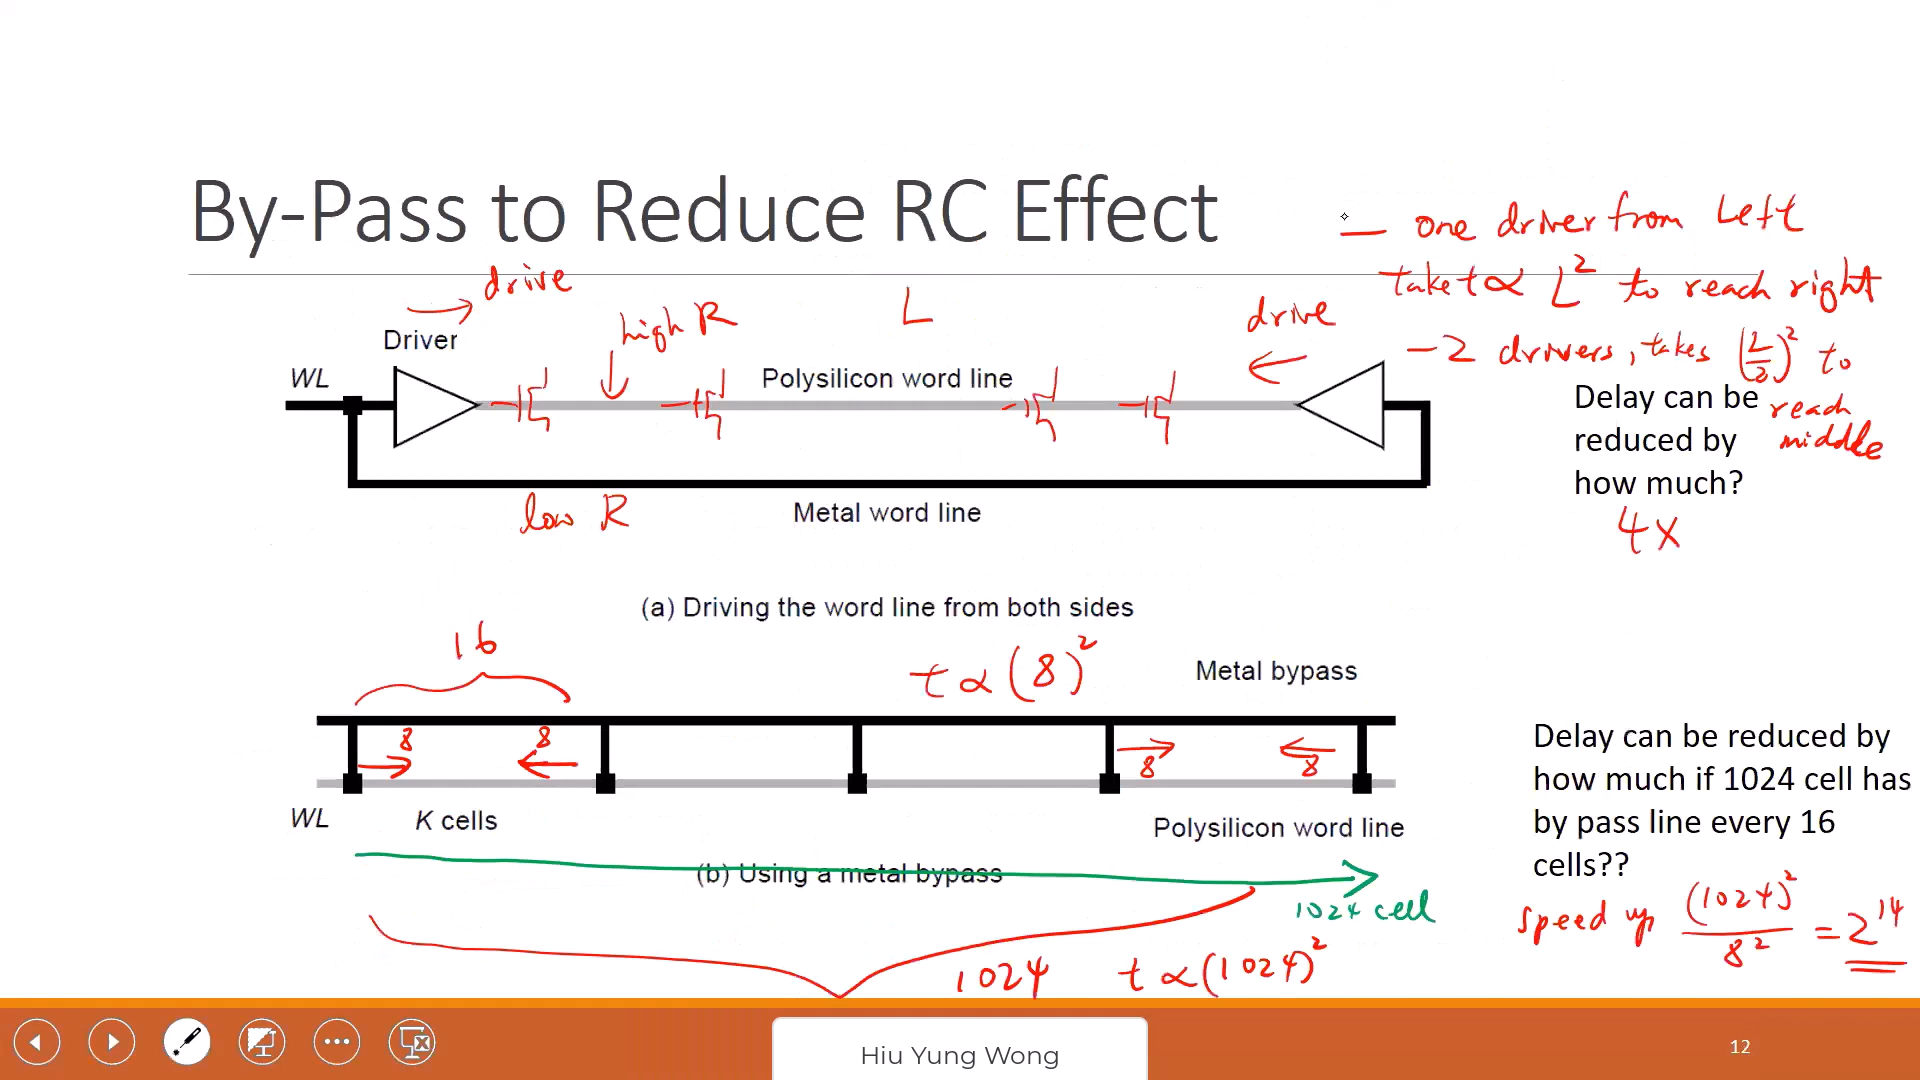 By-Pass to Reduce RC Effect
— one driver from Left
take t ∝ L² to reach right
- 2 drivers, takes (L/2)² to
reach
middle
drive
high R
L
drive
Driver
WL
Polysilicon word line
low R
Metal word line
Delay can be
reduced by
how much?
4X
(a) Driving the word line from both sides
16
t ∝ (8)²
Metal bypass
8
8
8
8
WL
K cells
Polysilicon word line
(b) Using a metal bypass
1024 cell
1024
t ∝ (1024)²
Delay can be reduced by
how much if 1024 cell has
by pass line every 16
cells??
Speed up (1024)² / 8² = 2¹⁴
Hiu Yung Wong
12